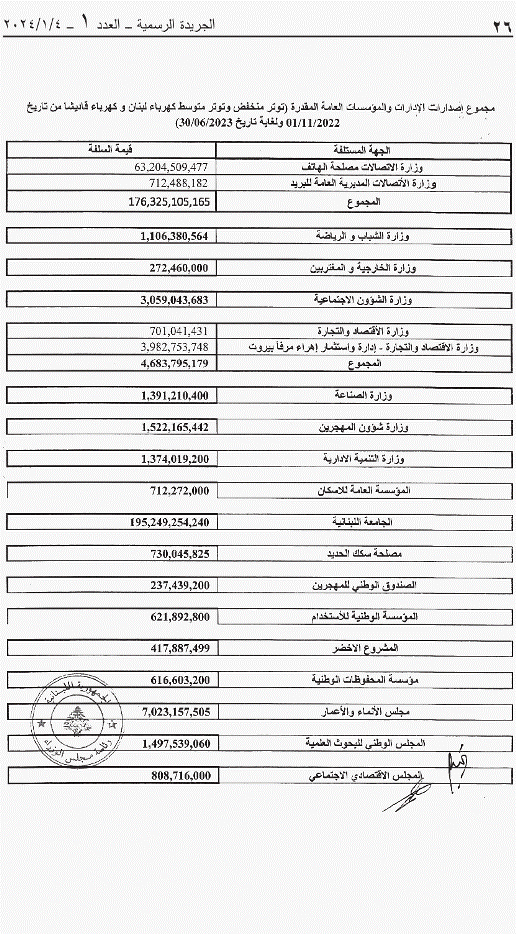 ٢٦
الجريدة الرسمية – العدد ١ – ٢٠٢٤/١/٤
مجموع إصدارات الإدارات والمؤسسات العامة المقدرة (توتر منخفض وتوتر متوسط كهرباء لبنان و كهرباء قاديشا من تاريخ
01/11/2022 ولغاية تاريخ 30/06/2023)
الجهة المستلفة قيمة السلفة
وزارة الاتصالات مصلحة الهاتف 63,204,509,477
وزارة الأتصالات المديرية العامة للبريد 712,488,182
المجموع 176,325,105,165
وزارة الشباب و الرياضة 1,106,380,564
وزارة الخارجية و المغتربين 272,460,000
وزارة الشؤون الاجتماعية 3,059,043,683
وزارة الأقتصاد والتجارة 701,041,431
وزارة الاقتصاد والتجارة - إدارة واستثمار إهراء مرفأ بيروت 3,982,753,748
المجموع 4,683,795,179
وزارة الصناعة 1,391,210,400
وزارة شؤون المهجرين 1,522,165,442
وزارة التنمية الادارية 1,374,019,200
المؤسسة العامة للاسكان 712,272,000
الجامعة اللبنانية 195,249,254,240
مصلحة سكك الحديد 730,045,825
الصندوق الوطني للمهجرين 237,439,200
المؤسسة الوطنية للأستخدام 621,892,800
المشروع الاخضر 417,887,499
مؤسسة المحفوظات الوطنية 616,603,200
مجلس الأنماء والأعمار 7,023,157,505
المجلس الوطني للبحوث العلمية 1,497,539,060
المجلس الاقتصادي الاجتماعي 808,716,000
الجمهورية اللبنانية
رئاسة مجلس الوزراء